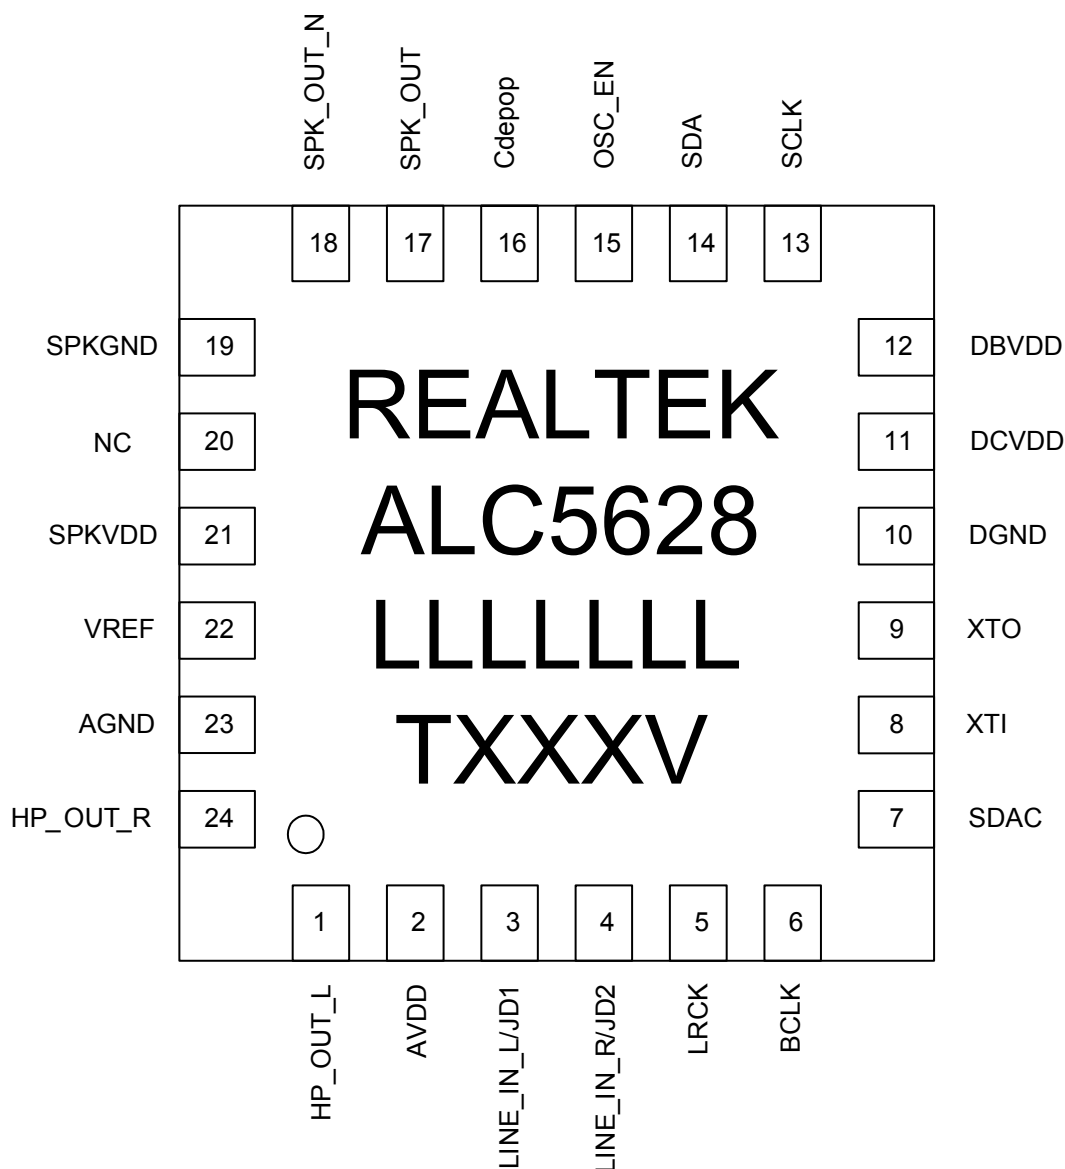 SPK_OUT_N
SPK_OUT
Cdepop
OSC_EN
SDA
SCLK
18 17 16 15 14 13
SPKGND 19 12 DBVDD
REALTEK
NC 20 11 DCVDD
ALC5628
SPKVDD 21 10 DGND
LLLLLLL
VREF 22 9 XTO
TXXXV
AGND 23 8 XTI
HP_OUT_R 24 7 SDAC
1 2 3 4 5 6
HP_OUT_L
AVDD
LINE_IN_L/JD1
LINE_IN_R/JD2
LRCK
BCLK